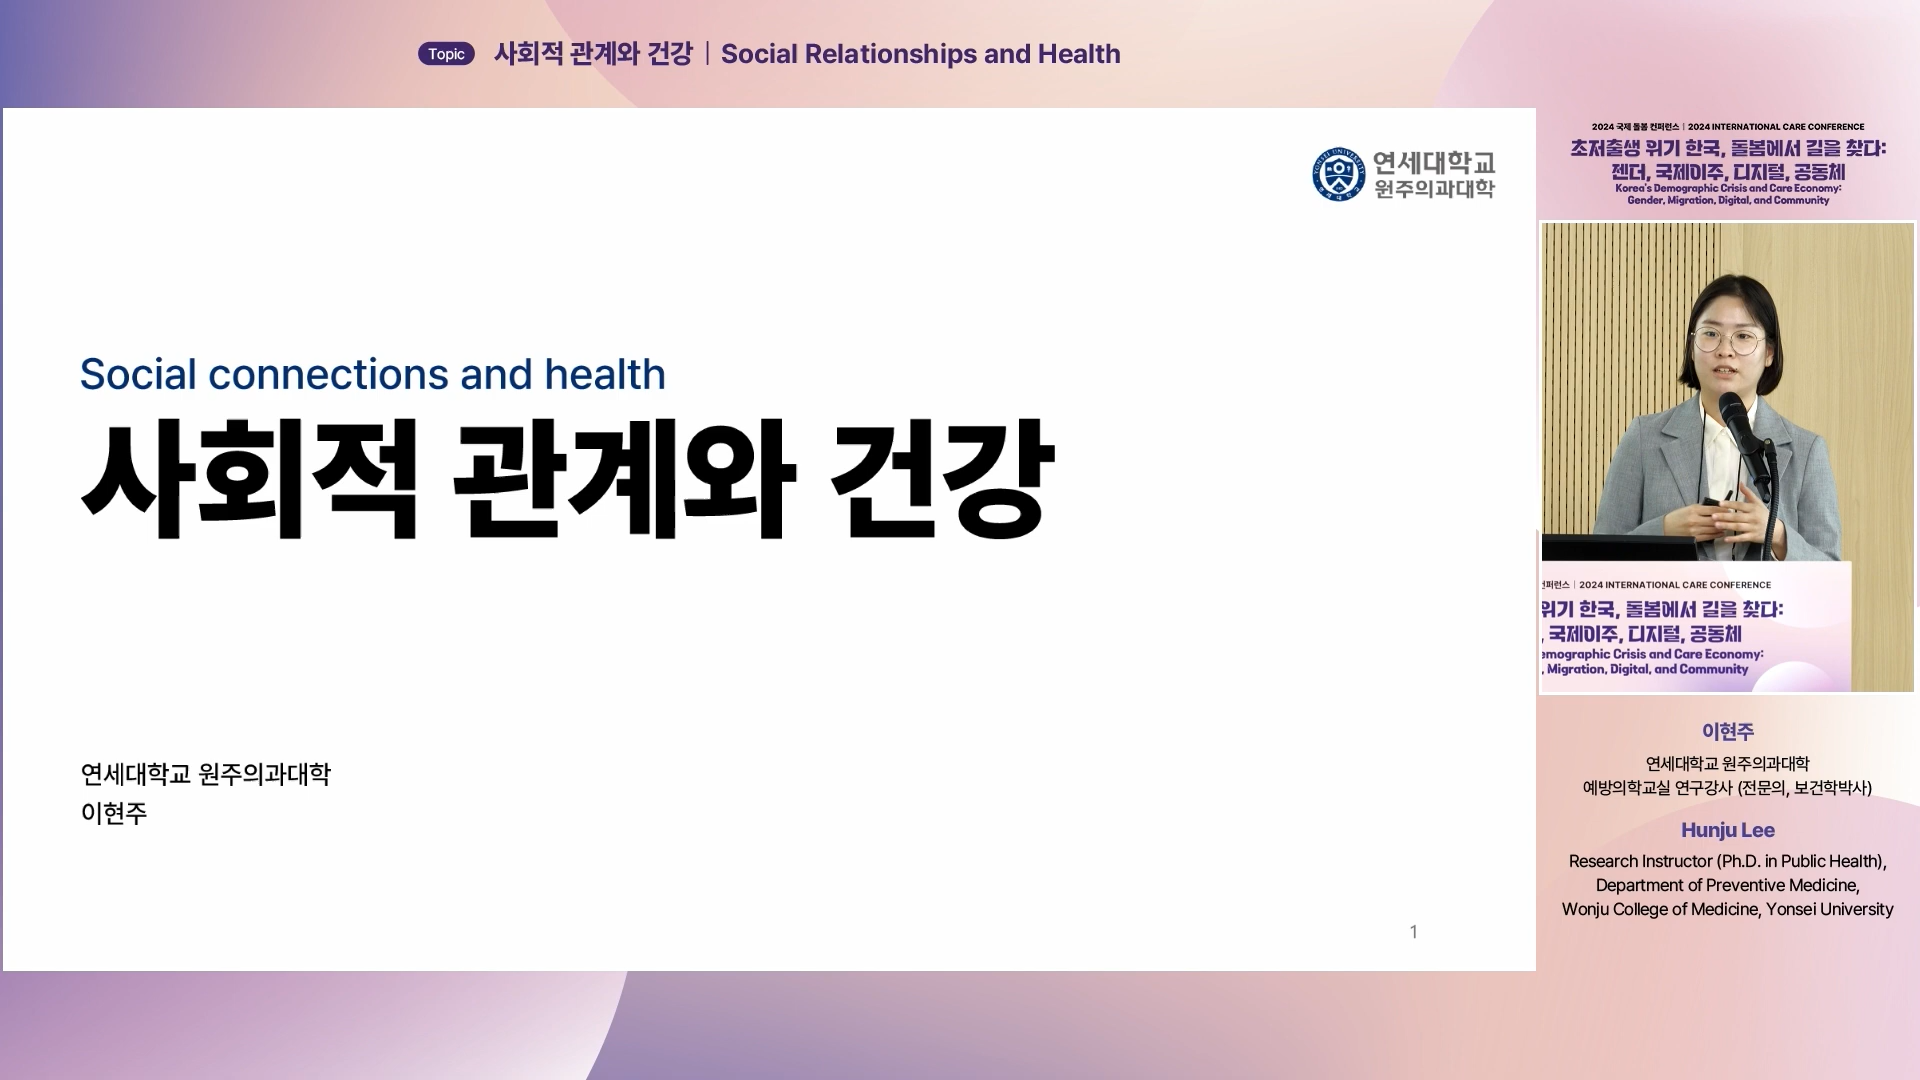 Topic 사회적 관계와 건강 | Social Relationships and Health
연세대학교
원주의과대학
Social connections and health
사회적 관계와 건강
연세대학교 원주의과대학
이현주
1
2024 국제 돌봄 컨퍼런스 | 2024 INTERNATIONAL CARE CONFERENCE
초저출생 위기 한국, 돌봄에서 길을 찾다:
젠더, 국제이주, 디지털, 공동체
Korea's Demographic Crisis and Care Economy:
Gender, Migration, Digital, and Community
컨퍼런스 | 2024 INTERNATIONAL CARE CONFERENCE
위기 한국, 돌봄에서 길을 찾다:
, 국제이주, 디지털, 공동체
emographic Crisis and Care Economy:
, Migration, Digital, and Community
이현주
연세대학교 원주의과대학
예방의학교실 연구강사 (전문의, 보건학박사)
Hunju Lee
Research Instructor (Ph.D. in Public Health),
Department of Preventive Medicine,
Wonju College of Medicine, Yonsei University